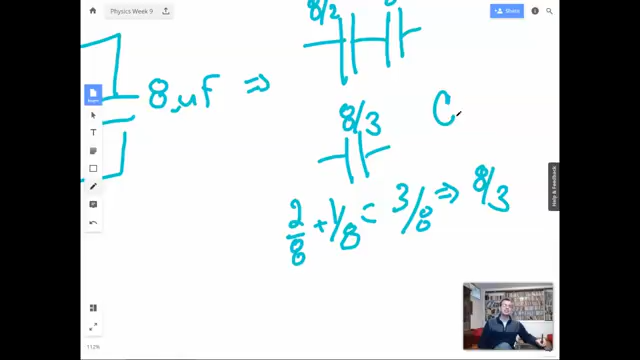 Physics Week 9
Share
8/2 8
8 uf ⇒
8/3
C
2/8 + 1/8 = 3/8 ⇒ 8/3
Help & Feedback
112%